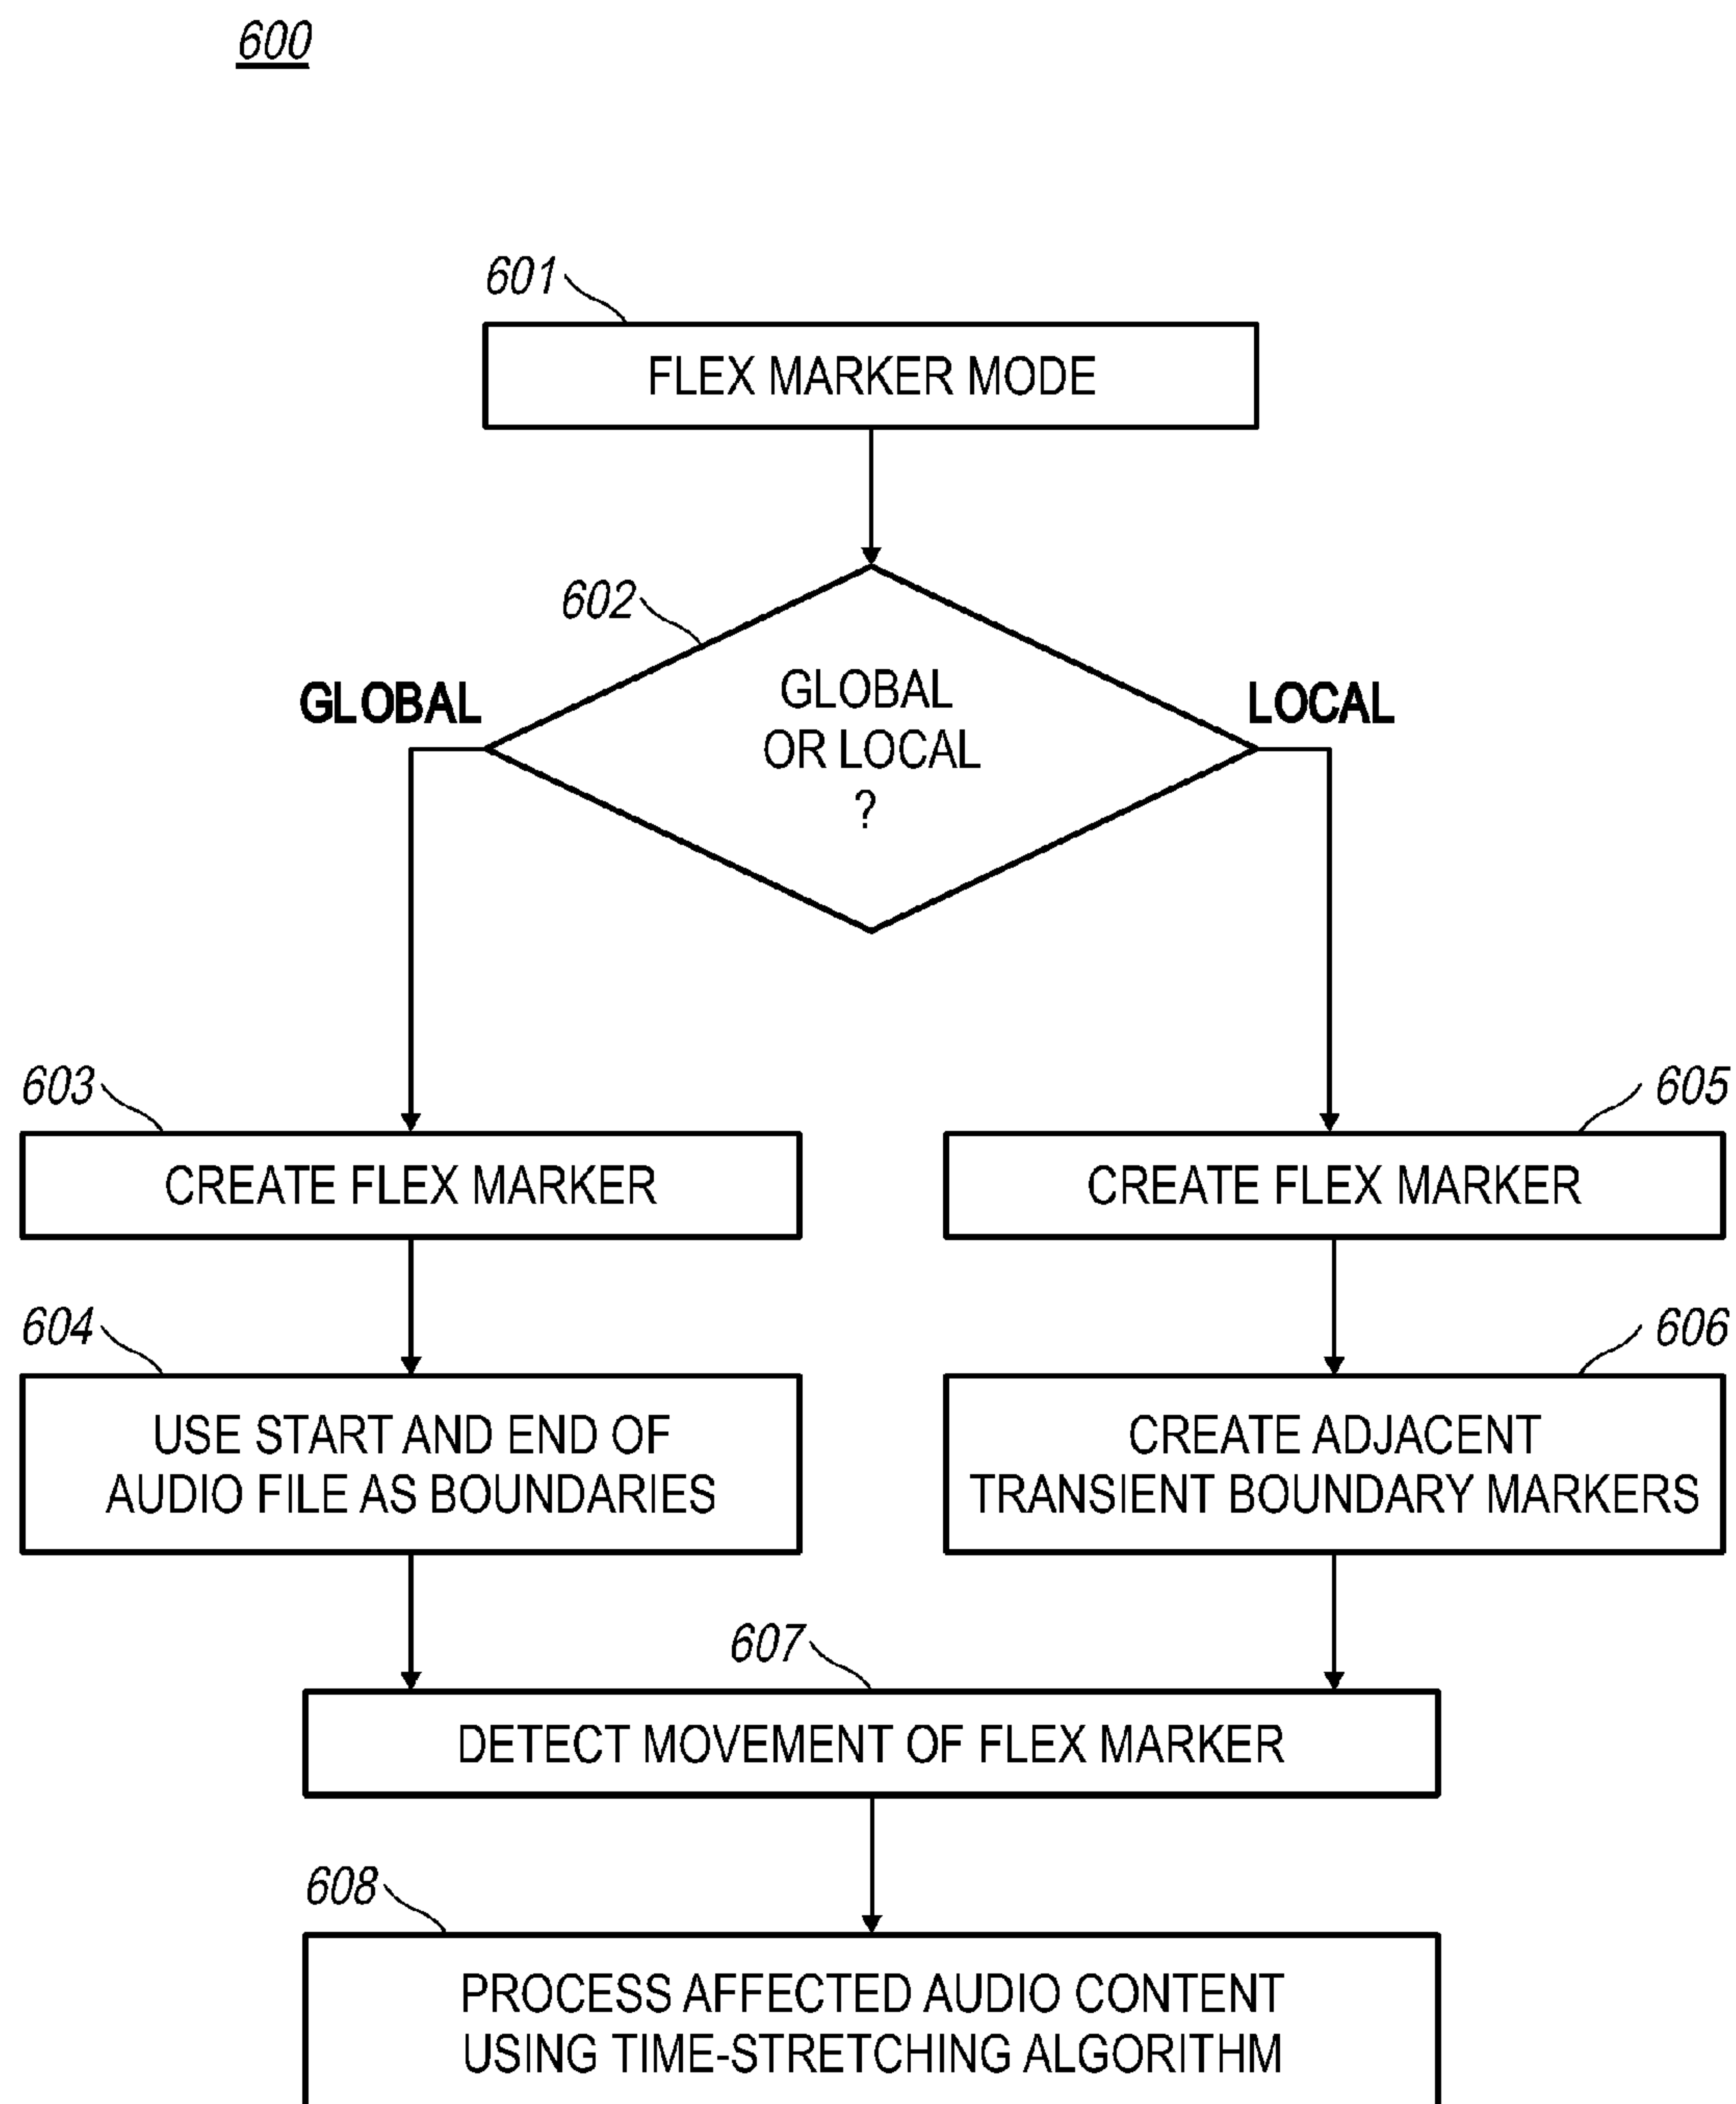 600
601
FLEX MARKER MODE
602
GLOBAL
OR LOCAL
?
GLOBAL
LOCAL
603
CREATE FLEX MARKER
605
CREATE FLEX MARKER
604
USE START AND END OF
AUDIO FILE AS BOUNDARIES
606
CREATE ADJACENT
TRANSIENT BOUNDARY MARKERS
607
DETECT MOVEMENT OF FLEX MARKER
608
PROCESS AFFECTED AUDIO CONTENT
USING TIME-STRETCHING ALGORITHM